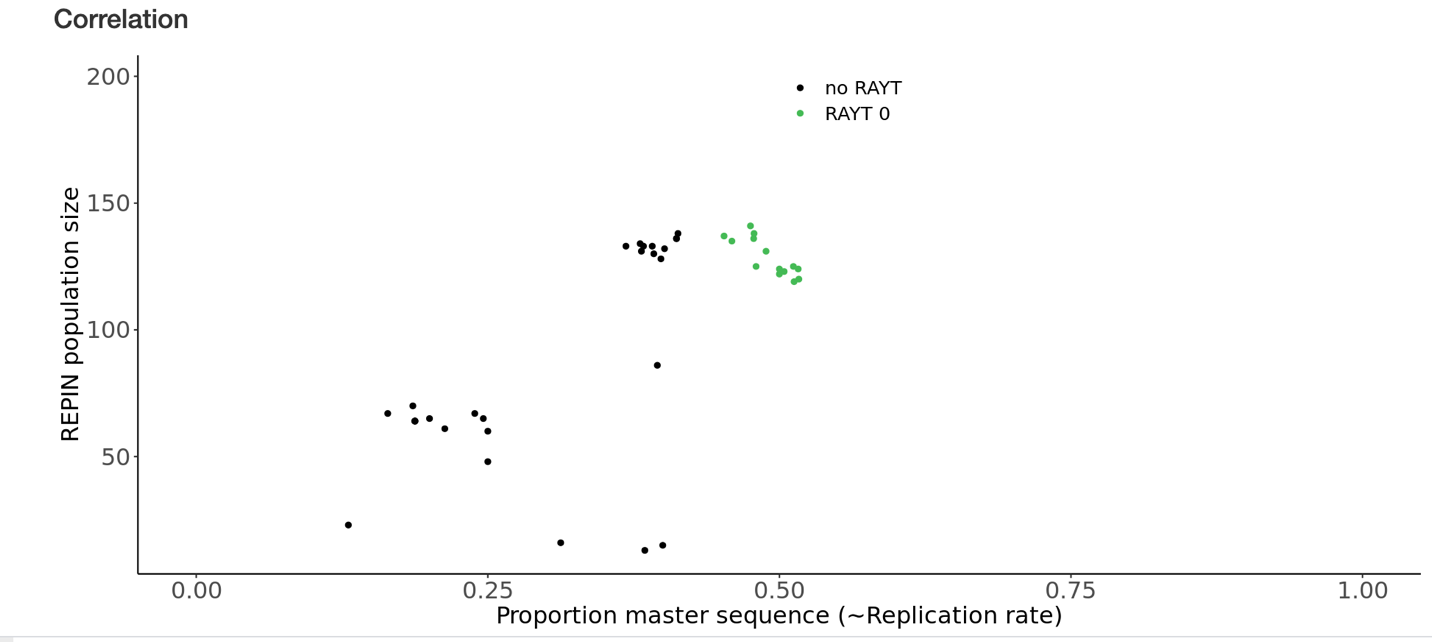 Correlation
200
150
100
50
REPIN population size
no RAYT
RAYT 0
0.00 0.25 0.50 0.75 1.00
Proportion master sequence (~Replication rate)